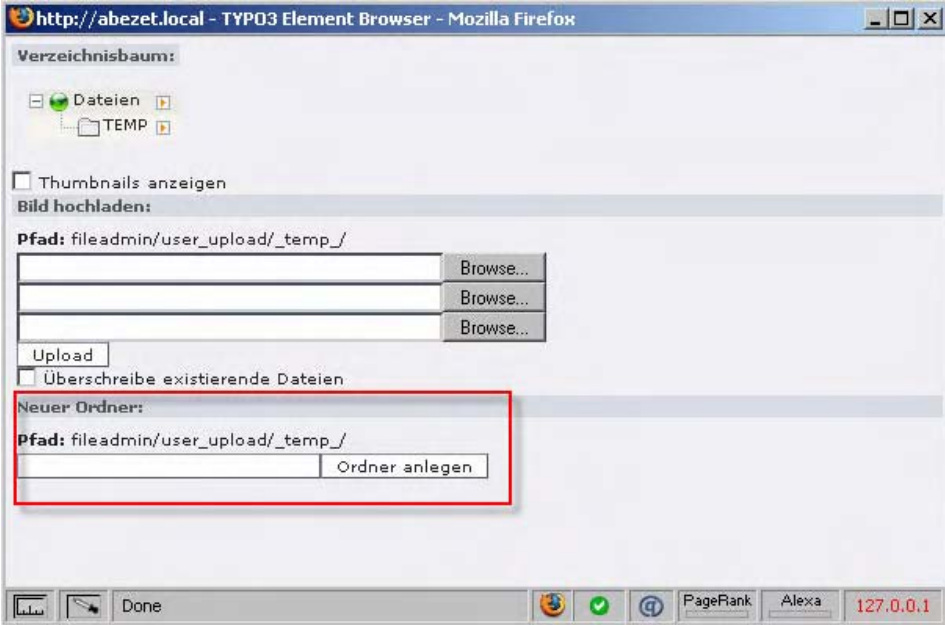 http://abezet.local - TYPO3 Element Browser - Mozilla Firefox
Verzeichnisbaum:
Dateien
TEMP
Thumbnails anzeigen
Bild hochladen:
Pfad: fileadmin/user_upload/_temp_/
Browse...
Browse...
Browse...
Upload
Überschreibe existierende Dateien
Neuer Ordner:
Pfad: fileadmin/user_upload/_temp_/
Ordner anlegen
Done PageRank Alexa 127.0.0.1